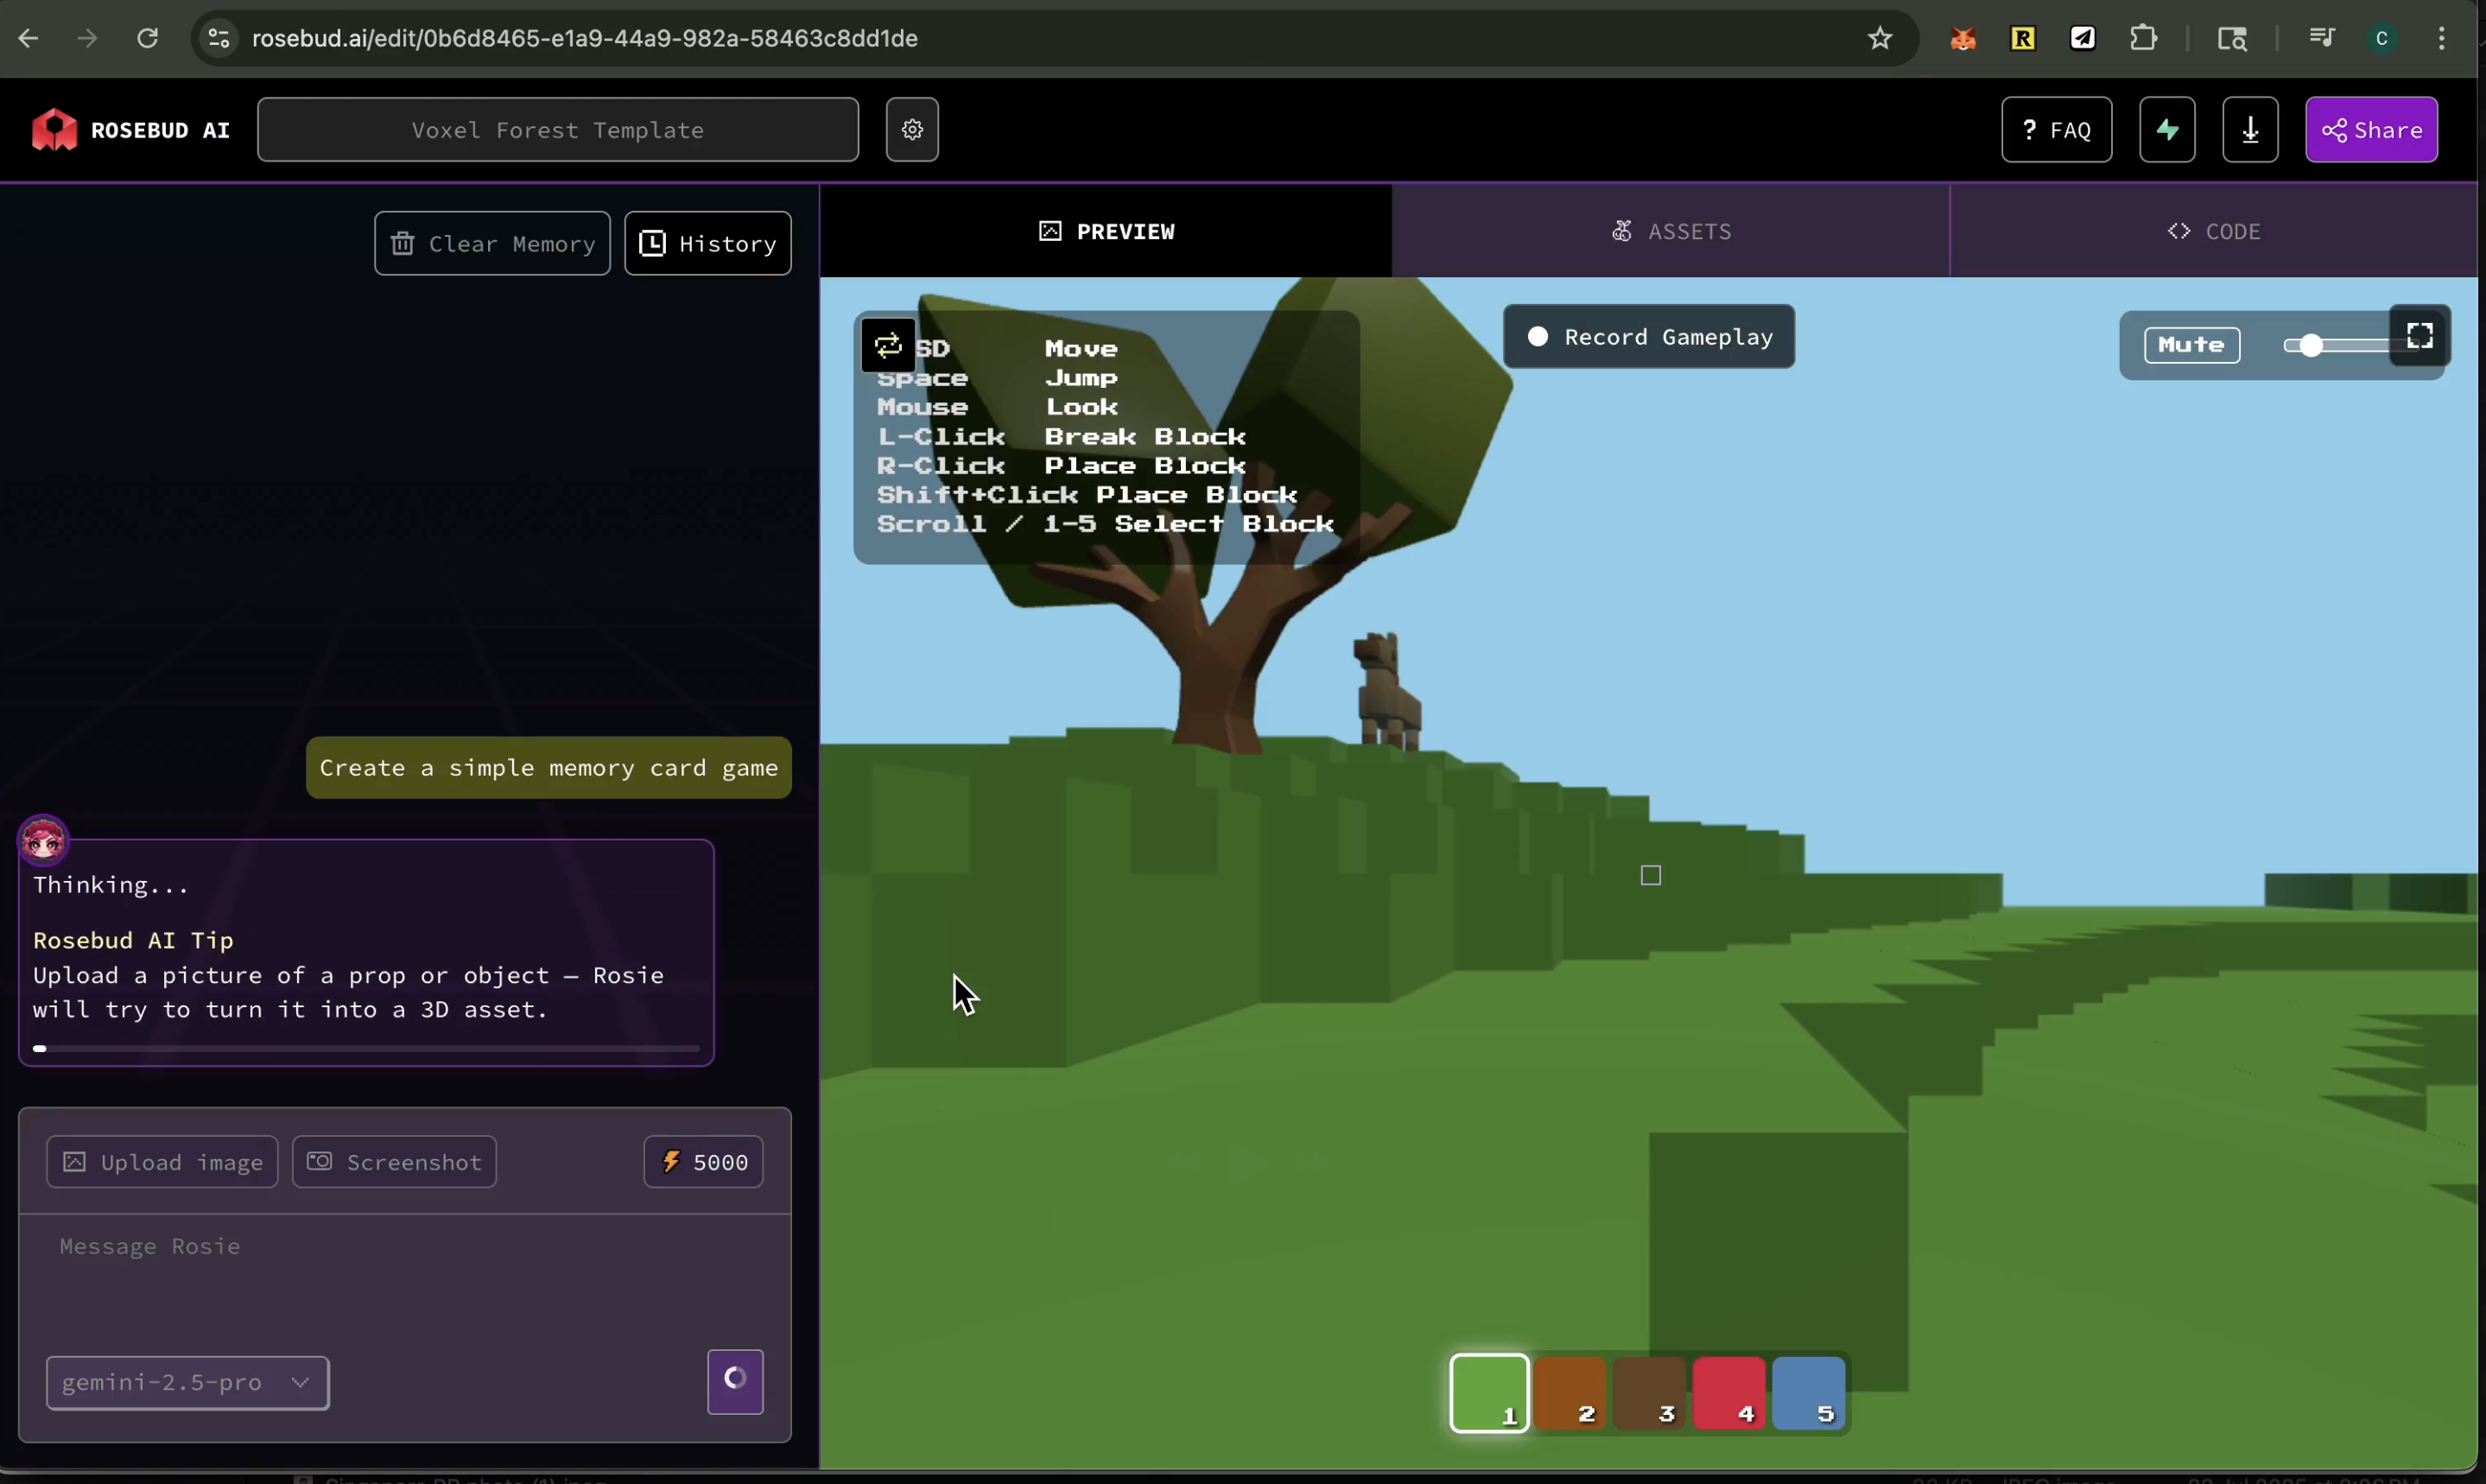 rosebud.ai/edit/0b6d8465-e1a9-44a9-982a-58463c8dd1de
R
C
ROSEBUD AI
Voxel Forest Template
? FAQ
Share
Clear Memory
History
PREVIEW
ASSETS
CODE
SD Move
Space Jump
Mouse Look
L-Click Break Block
R-Click Place Block
Shift+Click Place Block
Scroll / 1-5 Select Block
Record Gameplay
Mute
Create a simple memory card game
Thinking...
Rosebud AI Tip
Upload a picture of a prop or object — Rosie
will try to turn it into a 3D asset.
Upload image
Screenshot
5000
Message Rosie
gemini-2.5-pro
1
2
3
4
5